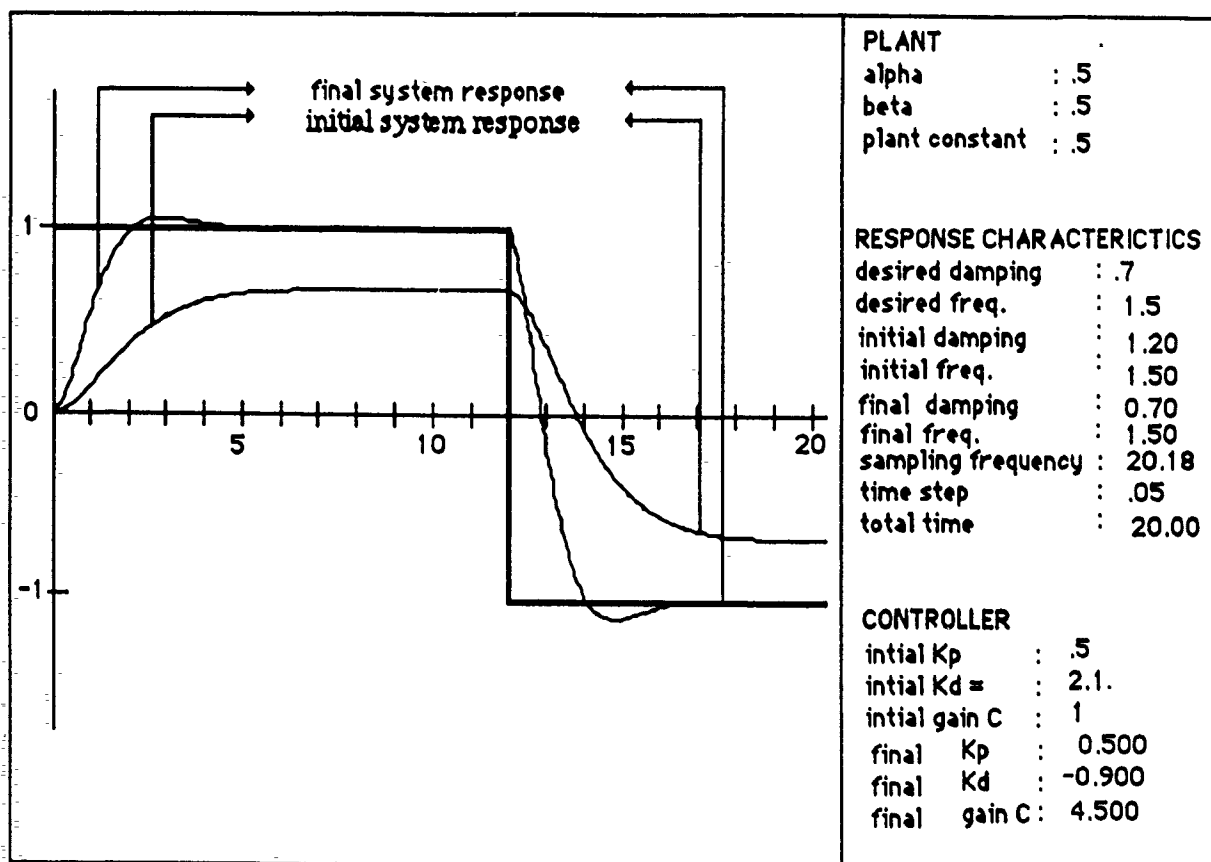 final system response
initial system response
1
0
-1
5
10
15
20
PLANT
alpha : .5
beta : .5
plant constant : .5
RESPONSE CHARACTERICTICS
desired damping : .7
desired freq. : 1.5
initial damping : 1.20
initial freq. : 1.50
final damping : 0.70
final freq. : 1.50
sampling frequency : 20.18
time step : .05
total time : 20.00
CONTROLLER
intial Kp : .5
intial Kd = : 2.1.
intial gain C : 1
final Kp : 0.500
final Kd : -0.900
final gain C : 4.500